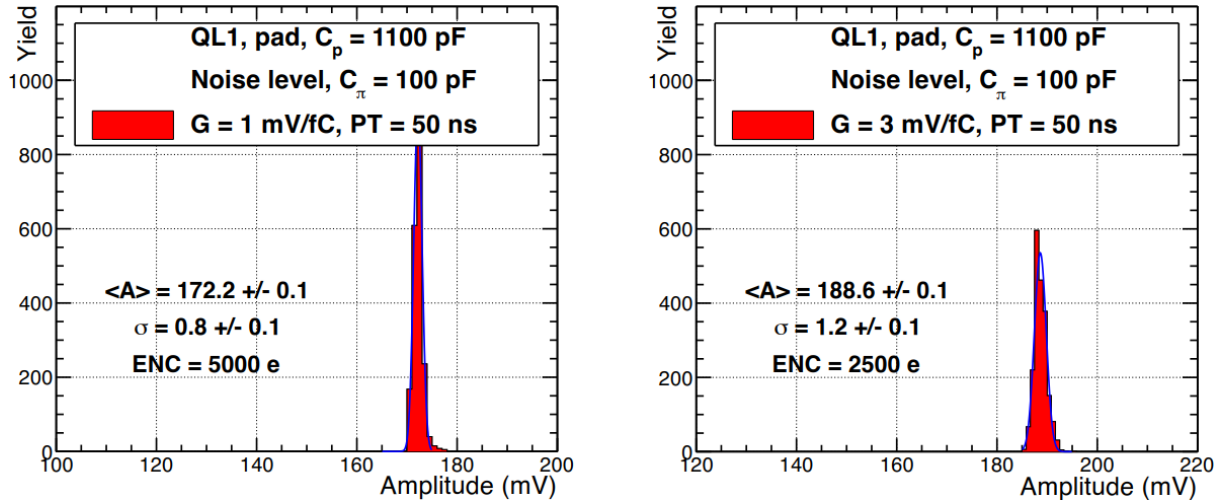 Yield
1000
800
600
400
200
0
100 120 140 160 180 200
Amplitude (mV)
QL1, pad, Cp = 1100 pF
Noise level, Cπ = 100 pF
G = 1 mV/fC, PT = 50 ns
<A> = 172.2 +/- 0.1
σ = 0.8 +/- 0.1
ENC = 5000 e
Yield
1000
800
600
400
200
0
120 140 160 180 200 220
Amplitude (mV)
QL1, pad, Cp = 1100 pF
Noise level, Cπ = 100 pF
G = 3 mV/fC, PT = 50 ns
<A> = 188.6 +/- 0.1
σ = 1.2 +/- 0.1
ENC = 2500 e